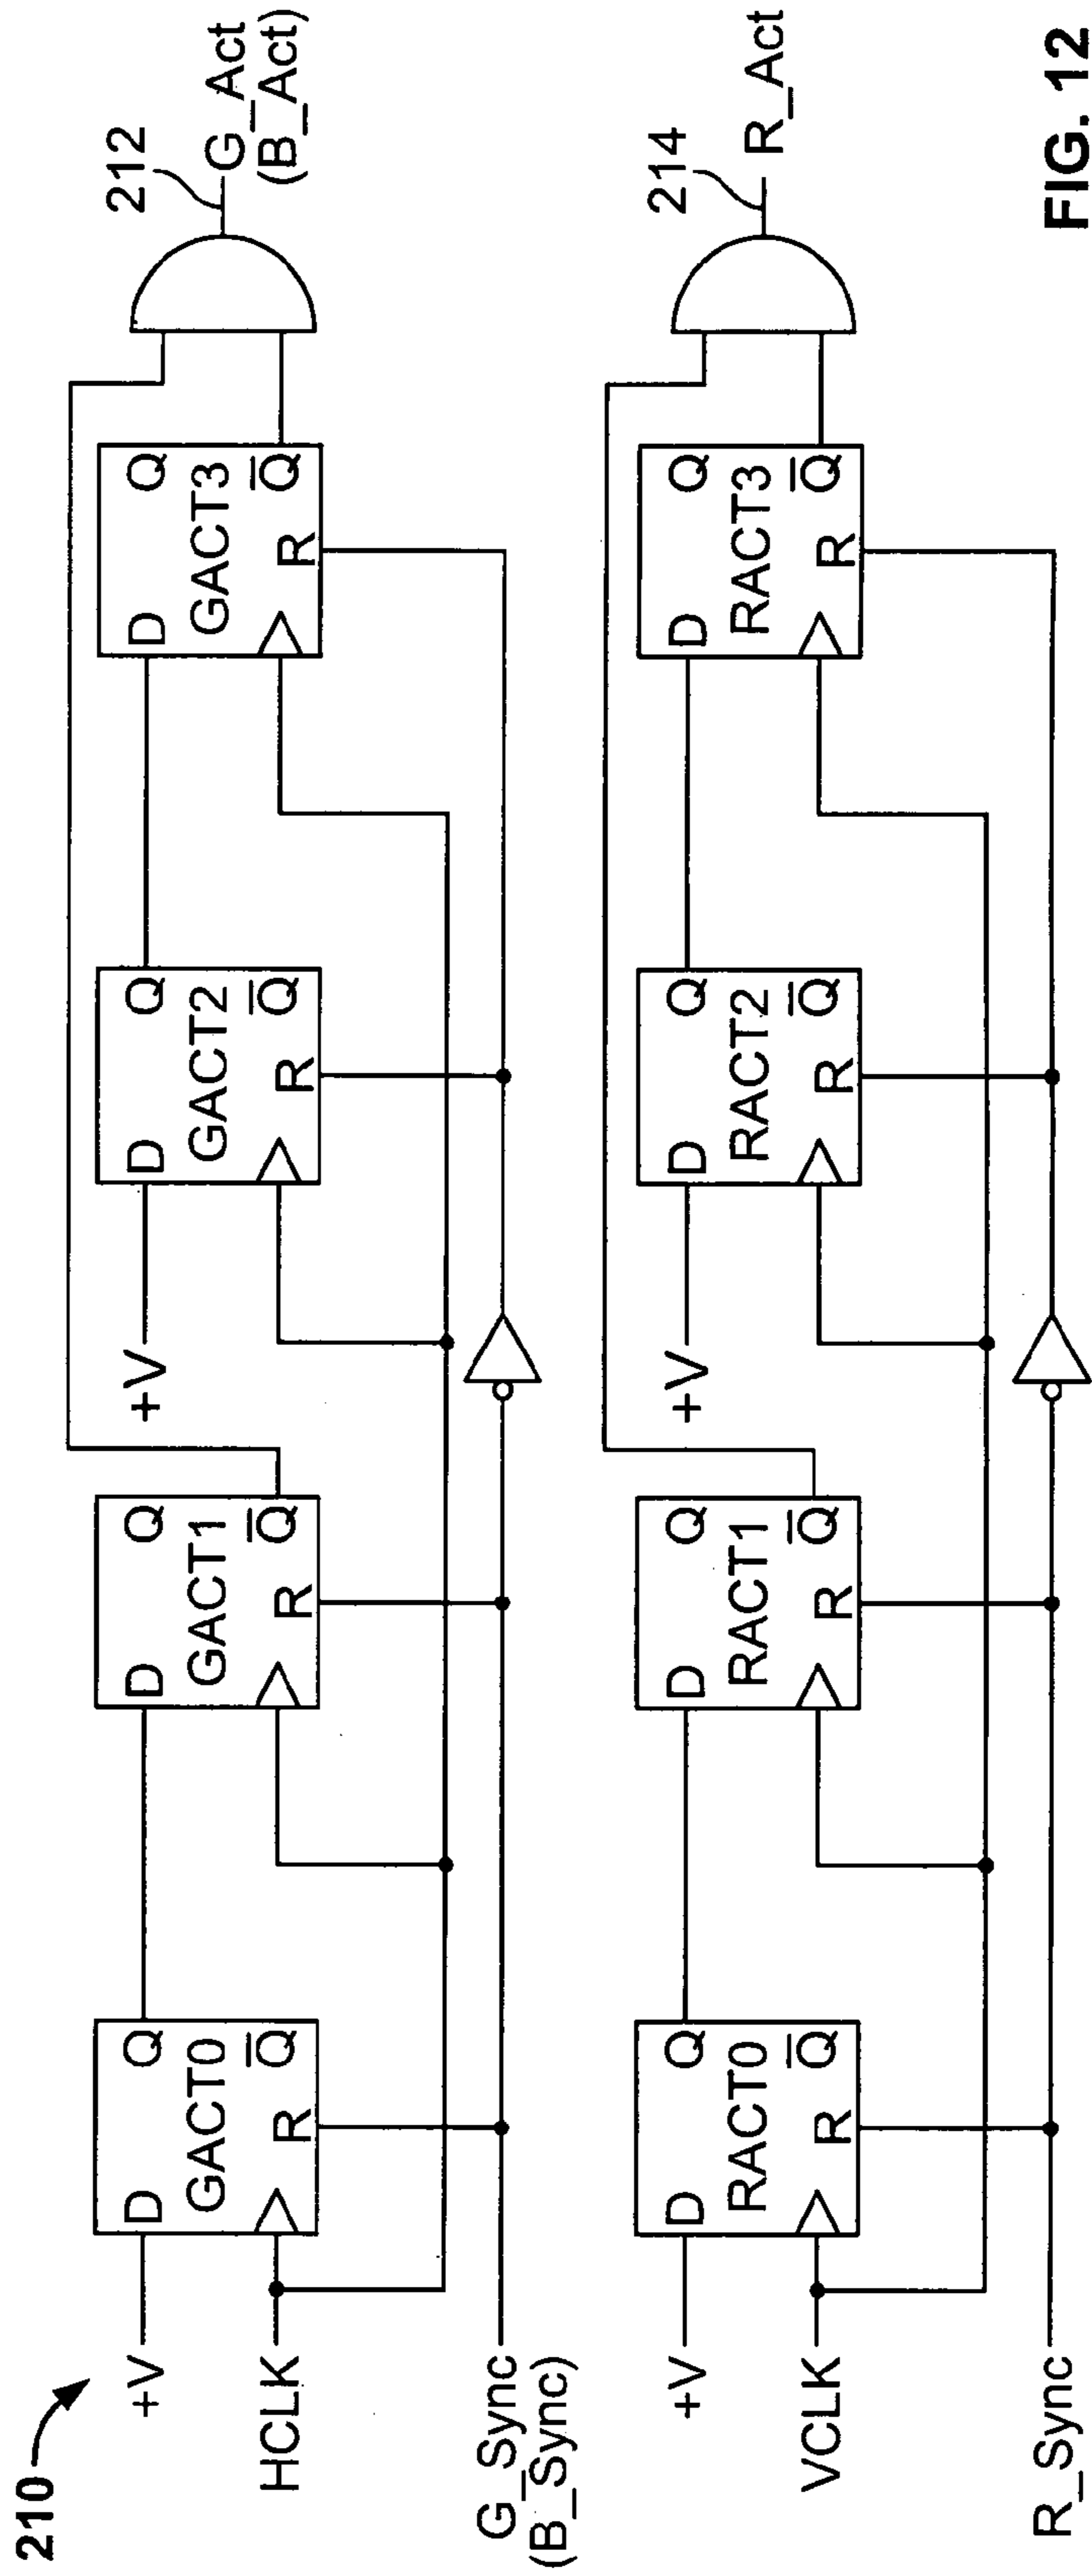 210
+V
D
Q
GACT0
R
Q
D
Q
GACT1
R
Q
+V
D
Q
GACT2
R
Q
D
Q
GACT3
R
Q
212
G_Act
(B_Act)
HCLK
G_Sync
(B_Sync)
+V
D
Q
RACT0
R
Q
D
Q
RACT1
R
Q
+V
D
Q
RACT2
R
Q
D
Q
RACT3
R
Q
214
R_Act
VCLK
R_Sync
FIG. 12